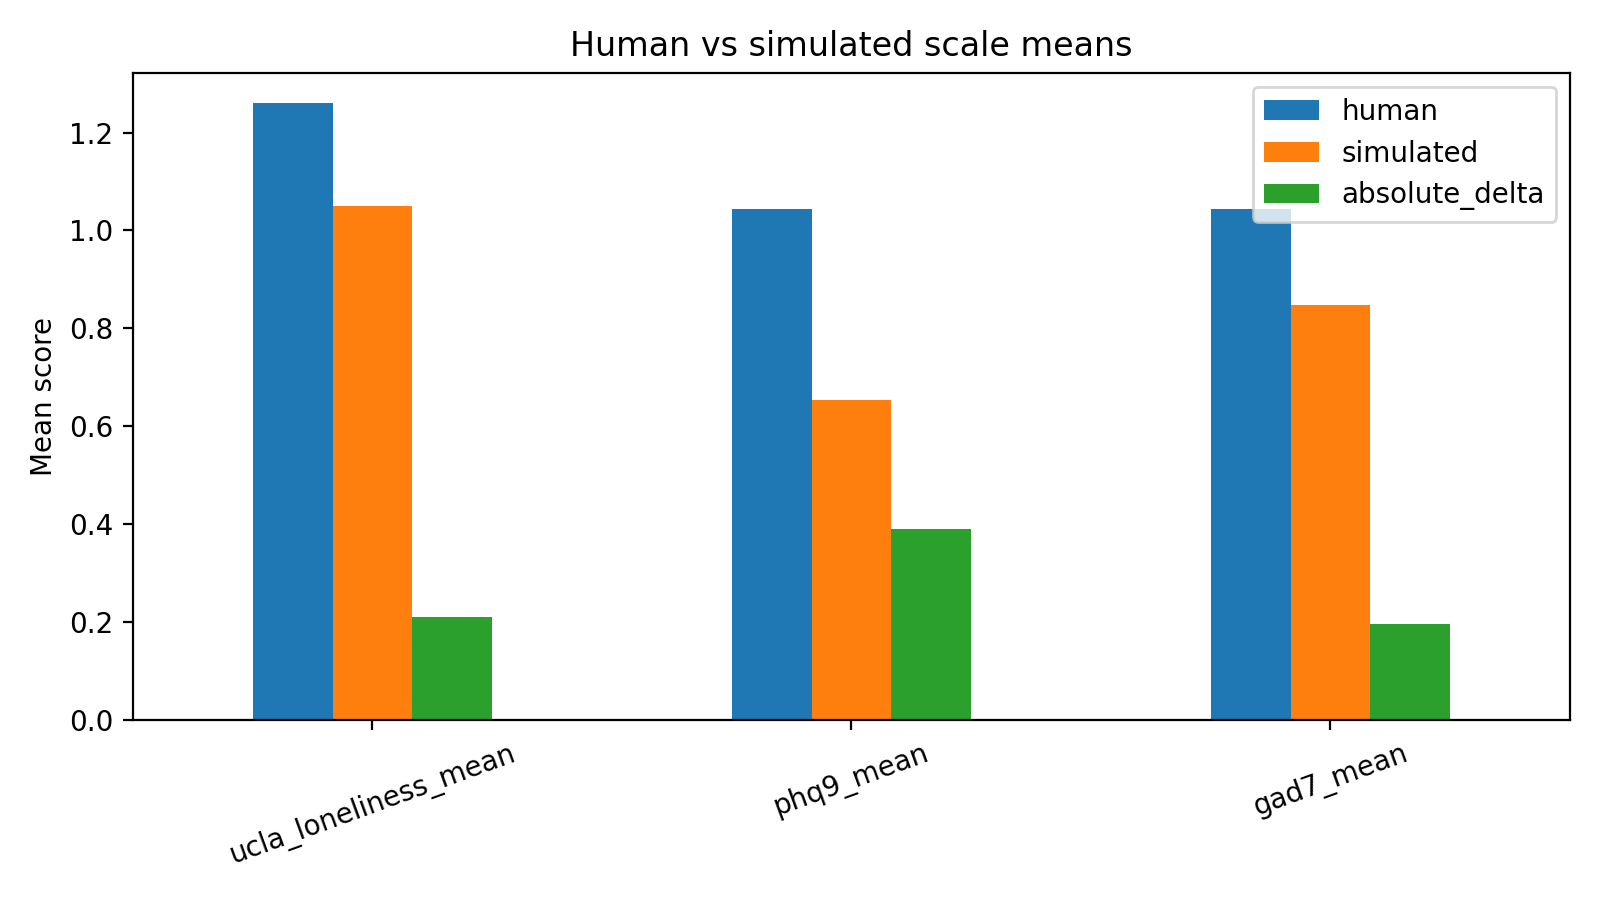 Human vs simulated scale means
human
simulated
absolute_delta
Mean score
1.2
1.0
0.8
0.6
0.4
0.2
0.0
ucla_loneliness_mean
phq9_mean
gad7_mean